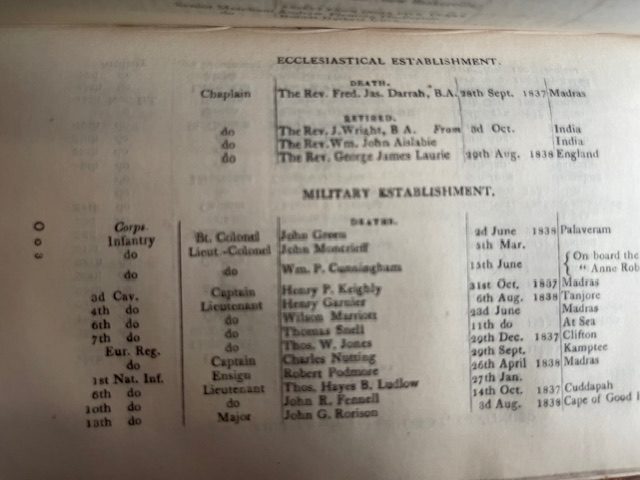 ECCLESIASTICAL ESTABLISHMENT.
DEATH.
Chaplain The Rev. Fred. Jas. Darrah, B.A. 28th Sept. 1837 Madras
RETIRED.
do The Rev. J. Wright, B A. From 3d Oct. India
do The Rev. Wm. John Aislabie India
do The Rev. George James Laurie 29th Aug. 1838 England
MILITARY ESTABLISHMENT.
DEATHS.
Corps.
Infantry Bt. Colonel John Green 2d June 1838 Palaveram
do Lieut.-Colonel John Moncrieff 5th Mar.
do do Wm. P. Cunningham 15th June { On board the
" Anne Rob
3d Cav. Captain Henry P. Keighly 21st Oct. 1837 Madras
4th do Lieutenant Henry Garnier 6th Aug. 1838 Tanjore
6th do do Wilson Marriott 23d June Madras
7th do do Thomas Snell 11th do At Sea
Eur. Reg. do Thos. W. Jones 29th Dec. 1837 Clifton
do Captain Charles Nutting 29th Sept. Kamptee
1st Nat. Inf. Ensign Robert Podmore 26th April 1838 Madras
6th do Lieutenant Thos. Hayes B. Ludlow 27th Jan.
10th do do John R. Fennell 14th Oct. 1837 Cuddapah
13th do Major John G. Rorison 3d Aug. 1838 Cape of Good